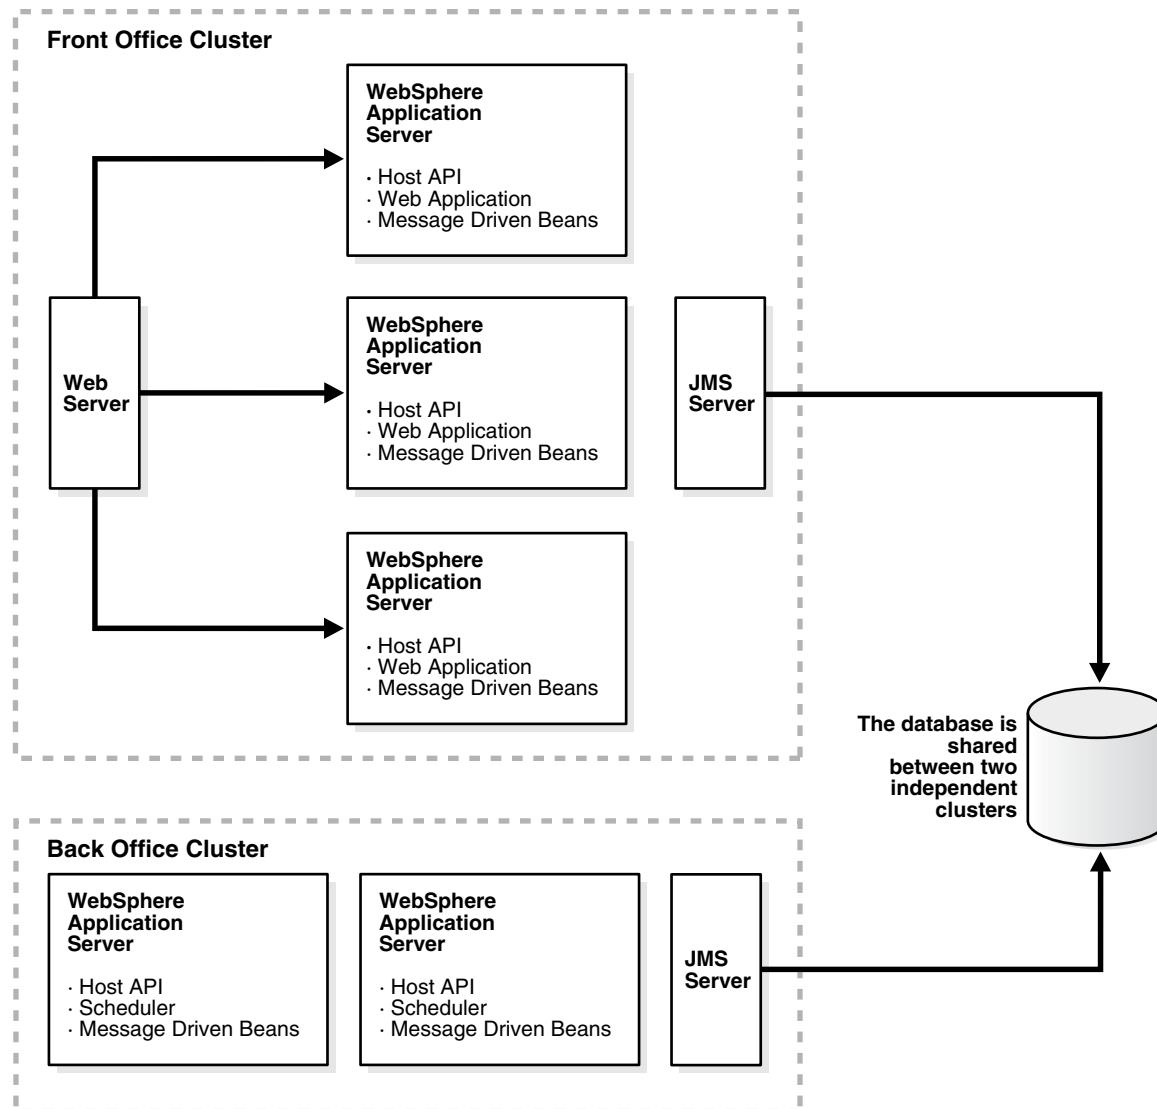 Front Office Cluster
WebSphere
Application
Server
· Host API
· Web Application
· Message Driven Beans
Web
Server
WebSphere
Application
Server
· Host API
· Web Application
· Message Driven Beans
JMS
Server
WebSphere
Application
Server
· Host API
· Web Application
· Message Driven Beans
The database is
shared
between two
independent
clusters
Back Office Cluster
WebSphere
Application
Server
· Host API
· Scheduler
· Message Driven Beans
WebSphere
Application
Server
· Host API
· Scheduler
· Message Driven Beans
JMS
Server